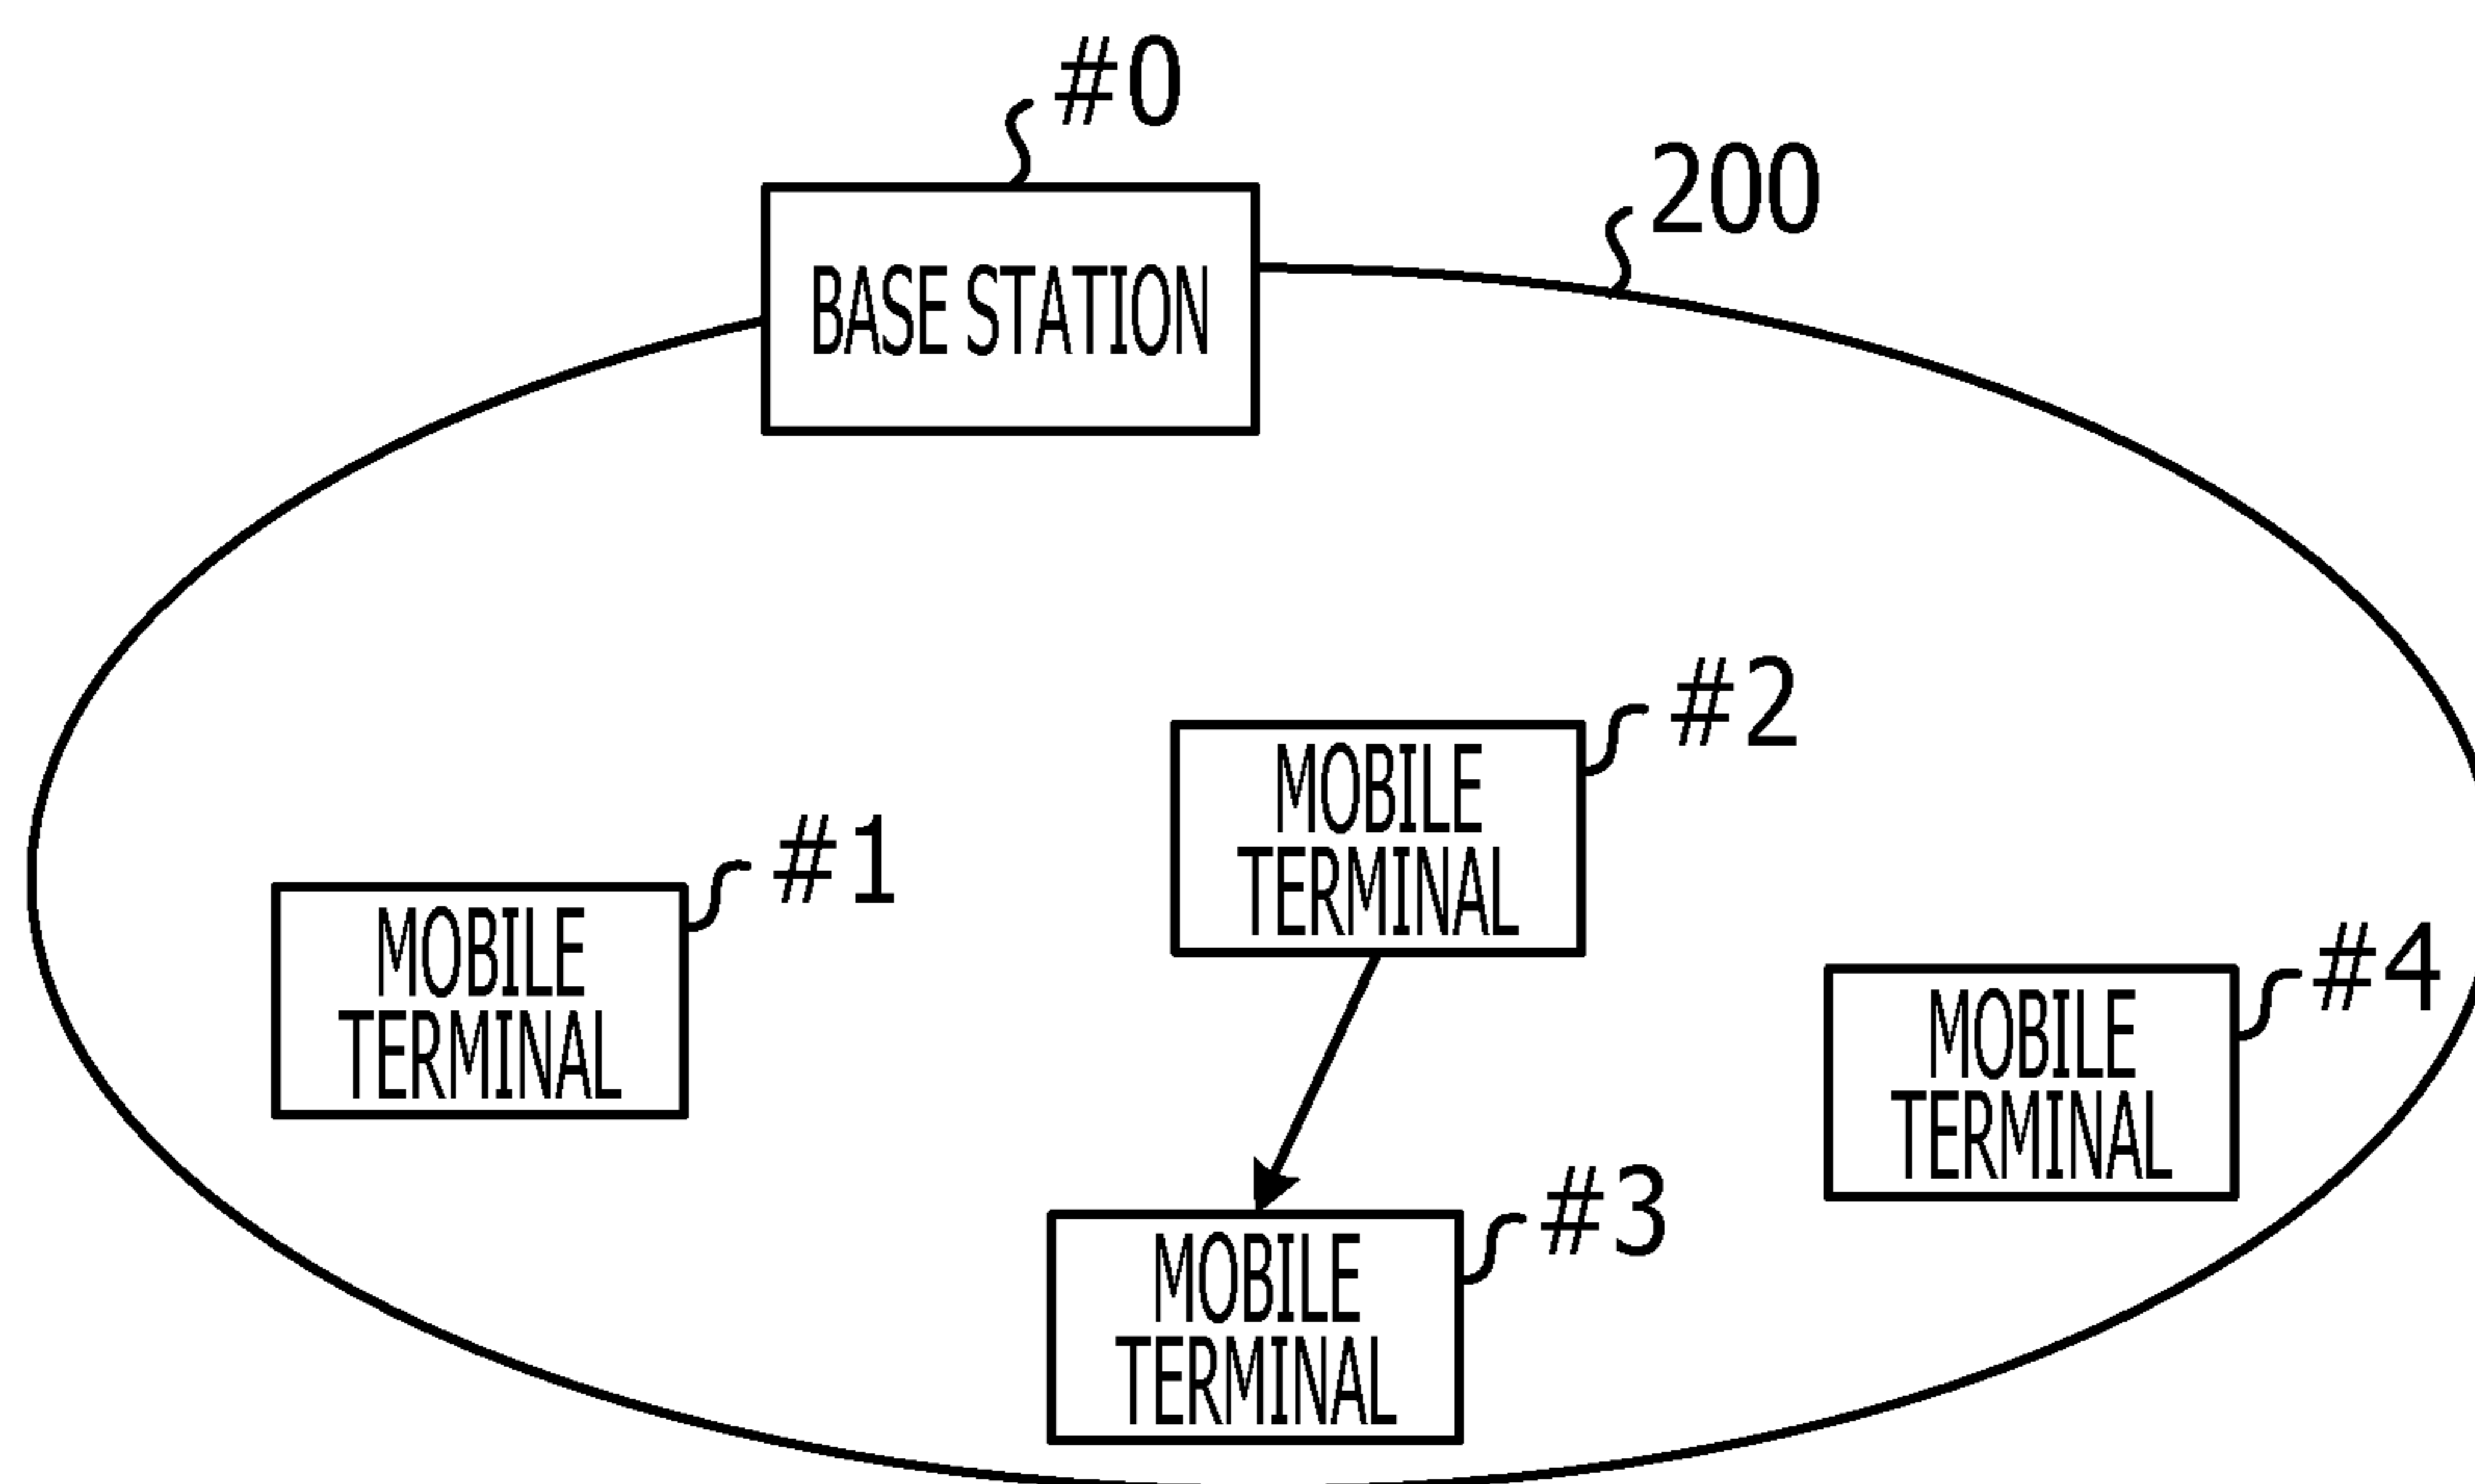 #0
200
BASE STATION
#2
MOBILE
TERMINAL
#1
MOBILE
TERMINAL
#4
MOBILE
TERMINAL
#3
MOBILE
TERMINAL